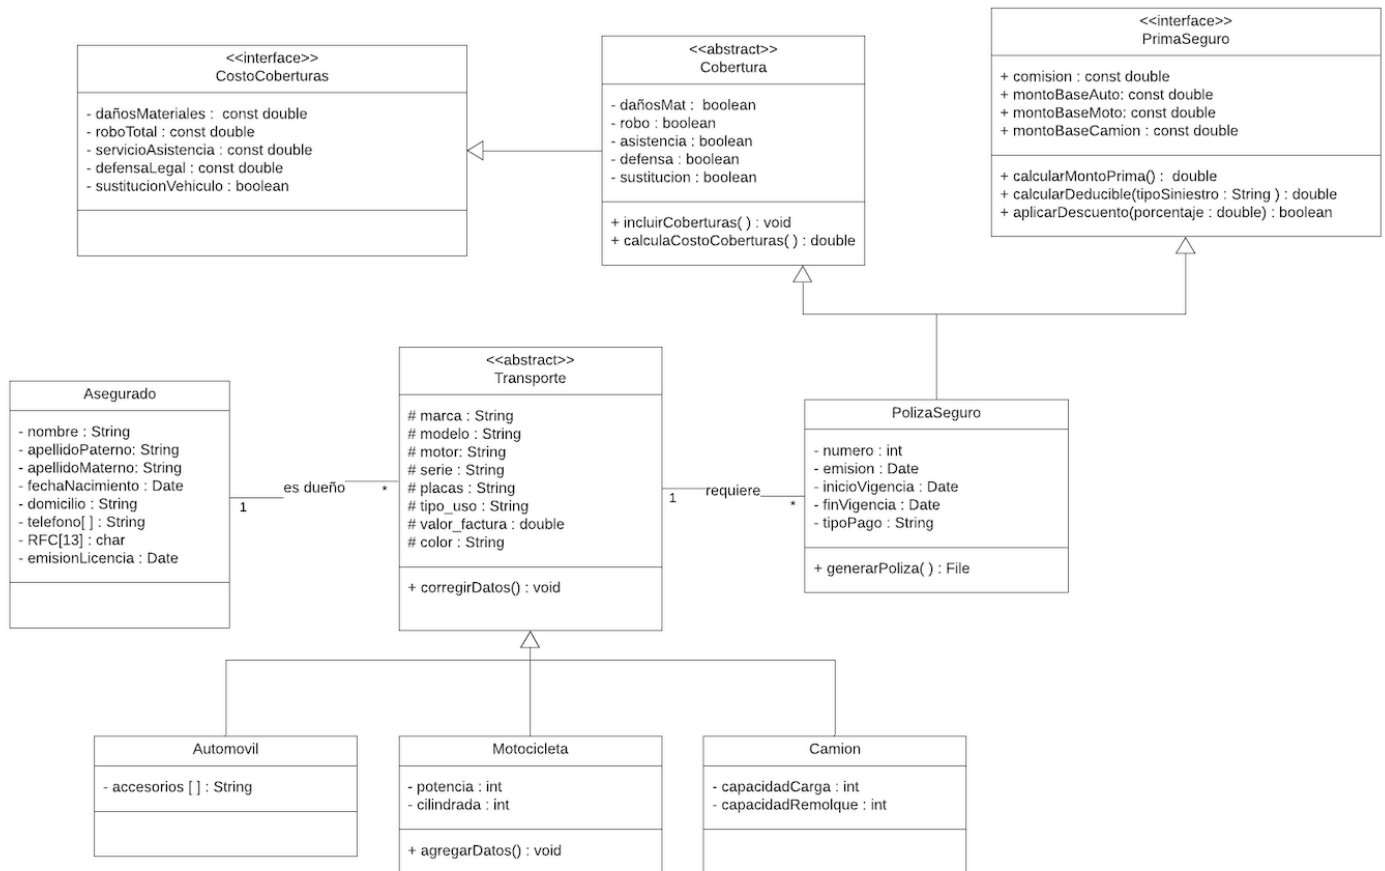 <<interface>>
CostoCoberturas
- dañosMateriales :  const double
- roboTotal : const double
- servicioAsistencia : const double
- defensaLegal : const double
- sustitucionVehiculo : boolean
<<abstract>>
Cobertura
- dañosMat :  boolean
- robo : boolean
- asistencia : boolean
- defensa : boolean
- sustitucion : boolean
+ incluirCoberturas( ) : void
+ calculaCostoCoberturas( ) : double
<<interface>>
PrimaSeguro
+ comision : const double
+ montoBaseAuto: const double
+ montoBaseMoto: const double
+ montoBaseCamion : const double
+ calcularMontoPrima() :  double
+ calcularDeducible(tipoSiniestro : String ) : double
+ aplicarDescuento(porcentaje : double) : boolean
Asegurado
- nombre : String
- apellidoPaterno: String
- apellidoMaterno: String
- fechaNacimiento : Date
- domicilio : String
- telefono[ ] : String
- RFC[13] : char
- emisionLicencia : Date
1
es dueño
*
<<abstract>>
Transporte
# marca : String
# modelo : String
# motor: String
# serie : String
# placas : String
# tipo_uso : String
# valor_factura : double
# color : String
+ corregirDatos() : void
1
requiere
*
PolizaSeguro
- numero : int
- emision : Date
- inicioVigencia : Date
- finVigencia : Date
- tipoPago : String
+ generarPoliza( ) : File
Automovil
- accesorios [ ] : String
Motocicleta
- potencia : int
- cilindrada : int
+ agregarDatos() : void
Camion
- capacidadCarga : int
- capacidadRemolque : int